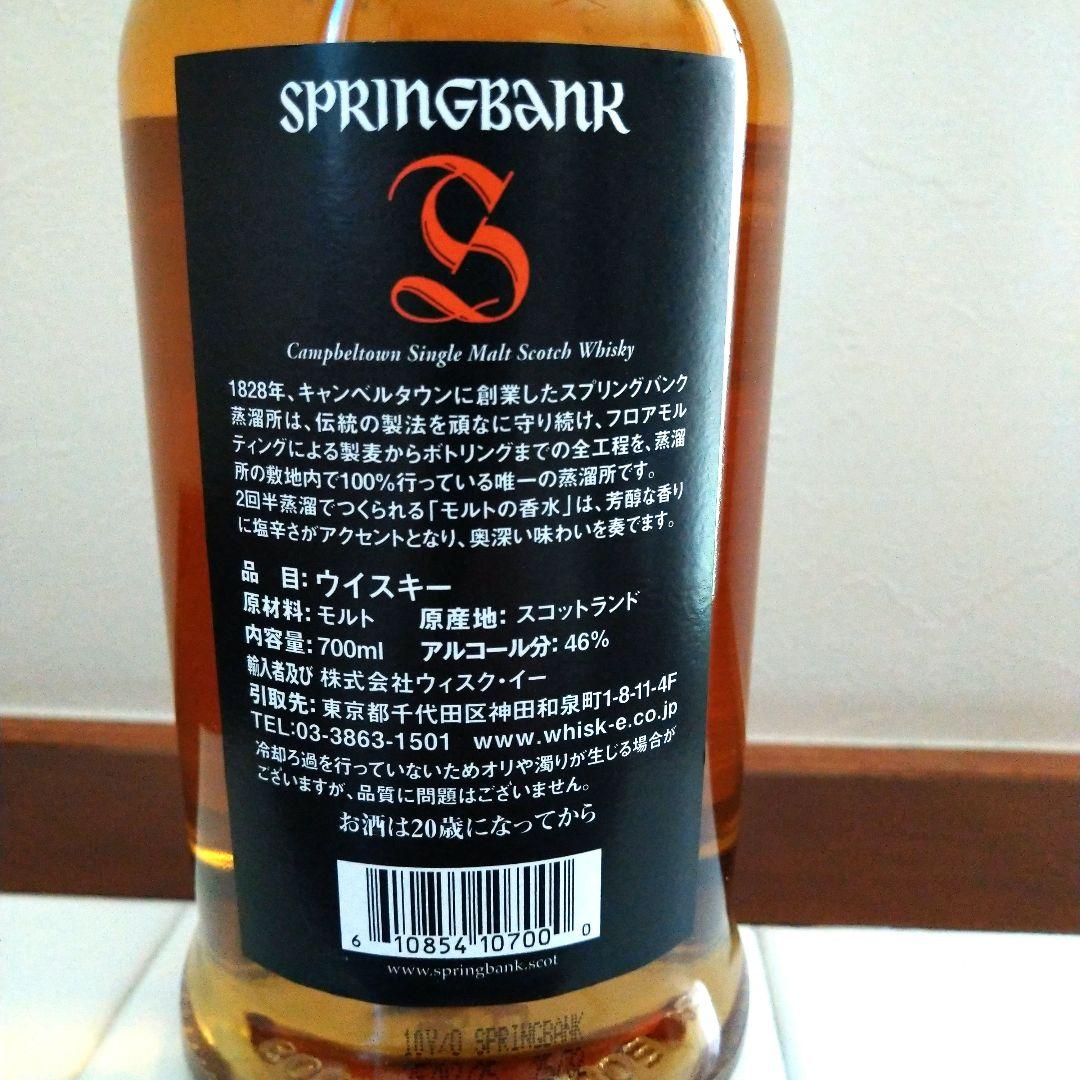 SPRINGBANK
S
Campbeltown Single Malt Scotch Whisky
1828年、キャンベルタウンに創業したスプリングバンク
蒸溜所は、伝統の製法を頑なに守り続け、フロアモル
ティングによる製麦からボトリングまでの全工程を、蒸溜
所の敷地内で100%行っている唯一の蒸溜所です。
2回半蒸溜でつくられる「モルトの香水」は、芳醇な香り
に塩辛さがアクセントとなり、奥深い味わいを奏でます。
品 目：ウイスキー
原材料：モルト 原産地：スコットランド
内容量：700ml アルコール分：46%
輸入者及び 株式会社ウィスク・イー
引取先：東京都千代田区神田和泉町1-8-11-4F
TEL:03-3863-1501 www.whisk-e.co.jp
冷却ろ過を行っていないためオリや濁りが生じる場合が
ございますが、品質に問題はございません。
お酒は20歳になってから
6 10854 10700 0
www.springbank.scot
10Y/O SPRINGBANK